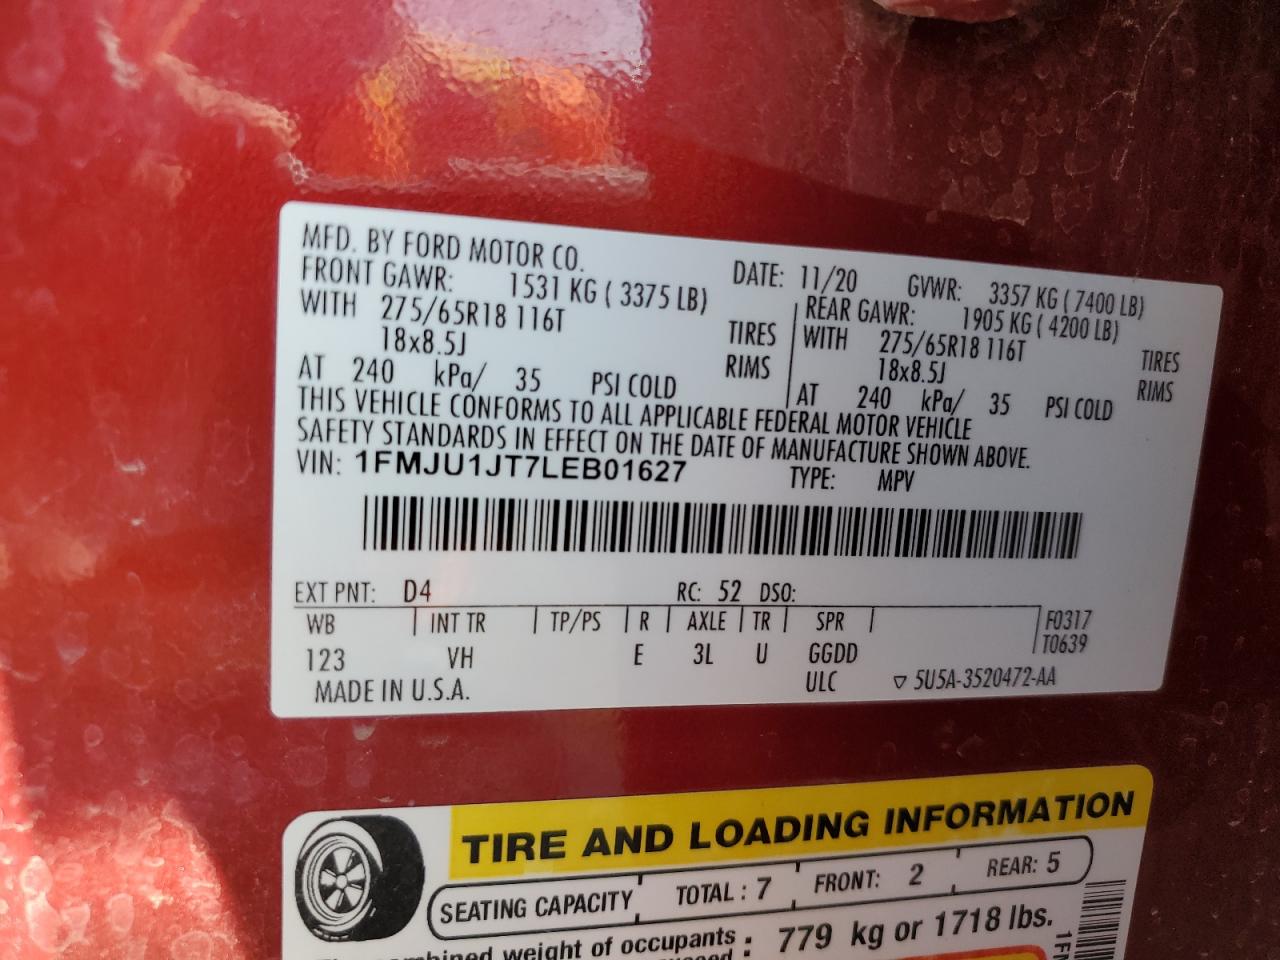 MFD. BY FORD MOTOR CO.
DATE: 11/20 GVWR: 3357 KG ( 7400 LB)
FRONT GAWR: 1531 KG ( 3375 LB)
WITH 275/65R18 116T TIRES
18x8.5J RIMS
AT 240 kPa/ 35 PSI COLD
REAR GAWR: 1905 KG ( 4200 LB)
WITH 275/65R18 116T TIRES
18x8.5J RIMS
AT 240 kPa/ 35 PSI COLD
THIS VEHICLE CONFORMS TO ALL APPLICABLE FEDERAL MOTOR VEHICLE
SAFETY STANDARDS IN EFFECT ON THE DATE OF MANUFACTURE SHOWN ABOVE.
VIN: 1FMJU1JT7LEB01627 TYPE: MPV
EXT PNT: D4 RC: 52 DSO:
WB INT TR TP/PS R AXLE TR SPR F0317
T0639
123 VH E 3L U GGDD
MADE IN U.S.A. ULC ▽ 5U5A-3520472-AA
TIRE AND LOADING INFORMATION
SEATING CAPACITY TOTAL : 7 FRONT: 2 REAR: 5
combined weight of occupants : 779 kg or 1718 lbs.